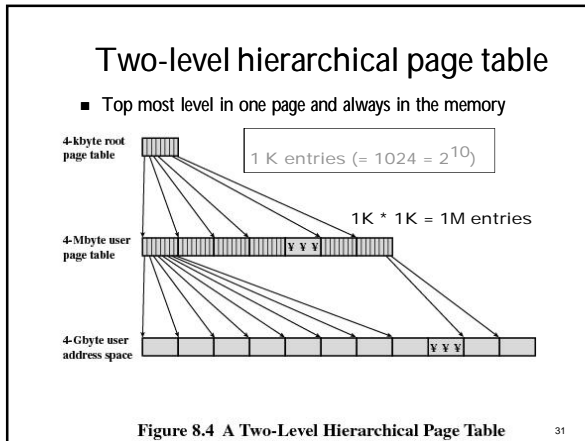 Two-level hierarchical page table
■ Top most level in one page and always in the memory
4-kbyte root
page table
1 K entries (= 1024 = 2^10)
1K * 1K = 1M entries
4-Mbyte user
page table
¥ ¥ ¥
4-Gbyte user
address space
¥ ¥ ¥
Figure 8.4 A Two-Level Hierarchical Page Table
31